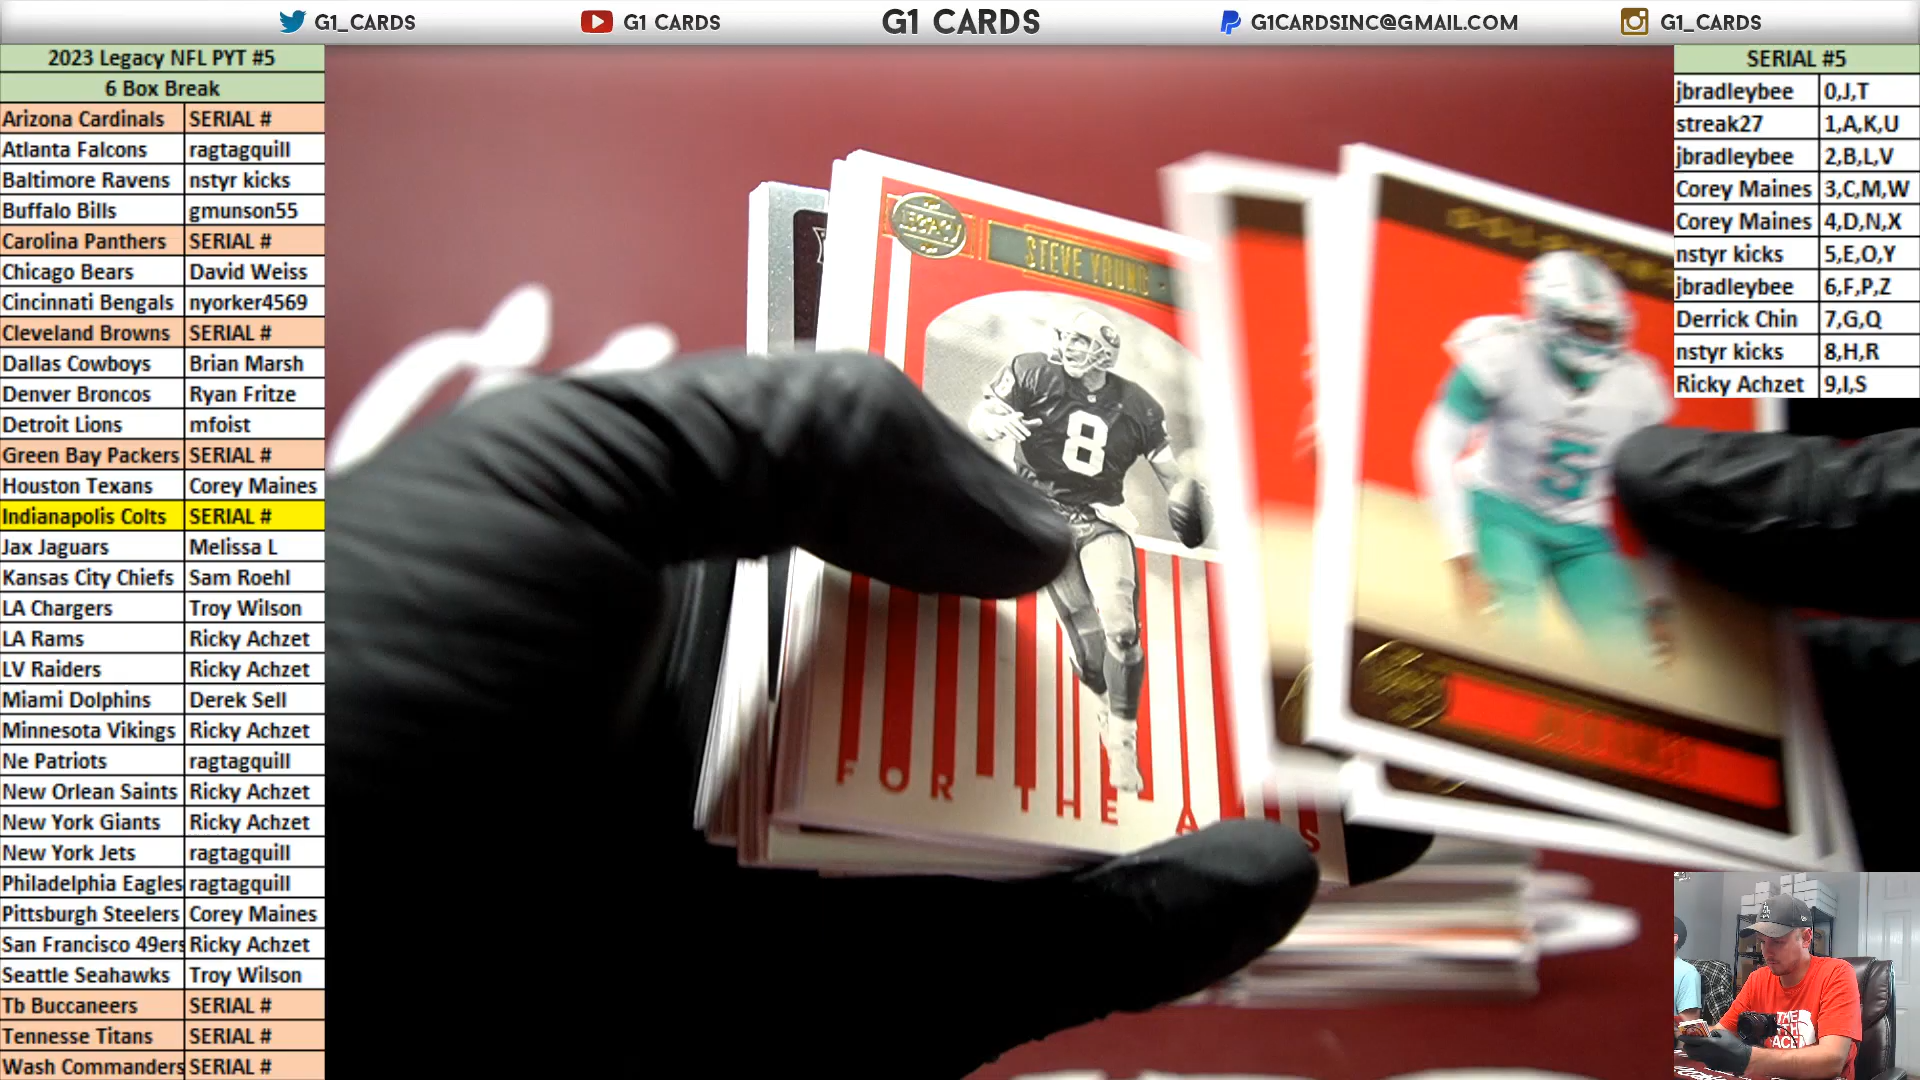 G1_CARDS
G1 CARDS
G1 CARDS
G1CARDSINC@GMAIL.COM
G1_CARDS
2023 Legacy NFL PYT #5
6 Box Break
Arizona Cardinals SERIAL #
Atlanta Falcons ragtagquill
Baltimore Ravens nstyr kicks
Buffalo Bills gmunson55
Carolina Panthers SERIAL #
Chicago Bears David Weiss
Cincinnati Bengals nyorker4569
Cleveland Browns SERIAL #
Dallas Cowboys Brian Marsh
Denver Broncos Ryan Fritze
Detroit Lions mfoist
Green Bay Packers SERIAL #
Houston Texans Corey Maines
Indianapolis Colts SERIAL #
Jax Jaguars Melissa L
Kansas City Chiefs Sam Roehl
LA Chargers Troy Wilson
LA Rams Ricky Achzet
LV Raiders Ricky Achzet
Miami Dolphins Derek Sell
Minnesota Vikings Ricky Achzet
Ne Patriots ragtagquill
New Orlean Saints Ricky Achzet
New York Giants Ricky Achzet
New York Jets ragtagquill
Philadelphia Eagles ragtagquill
Pittsburgh Steelers Corey Maines
San Francisco 49ers Ricky Achzet
Seattle Seahawks Troy Wilson
Tb Buccaneers SERIAL #
Tennesse Titans SERIAL #
Wash Commanders SERIAL #
LEGACY
STEVE YOUNG
8
8
FOR THE
5
SERIAL #5
jbradleybee 0,J,T
streak27 1,A,K,U
jbradleybee 2,B,L,V
Corey Maines 3,C,M,W
Corey Maines 4,D,N,X
nstyr kicks 5,E,O,Y
jbradleybee 6,F,P,Z
Derrick Chin 7,G,Q
nstyr kicks 8,H,R
Ricky Achzet 9,I,S
THE